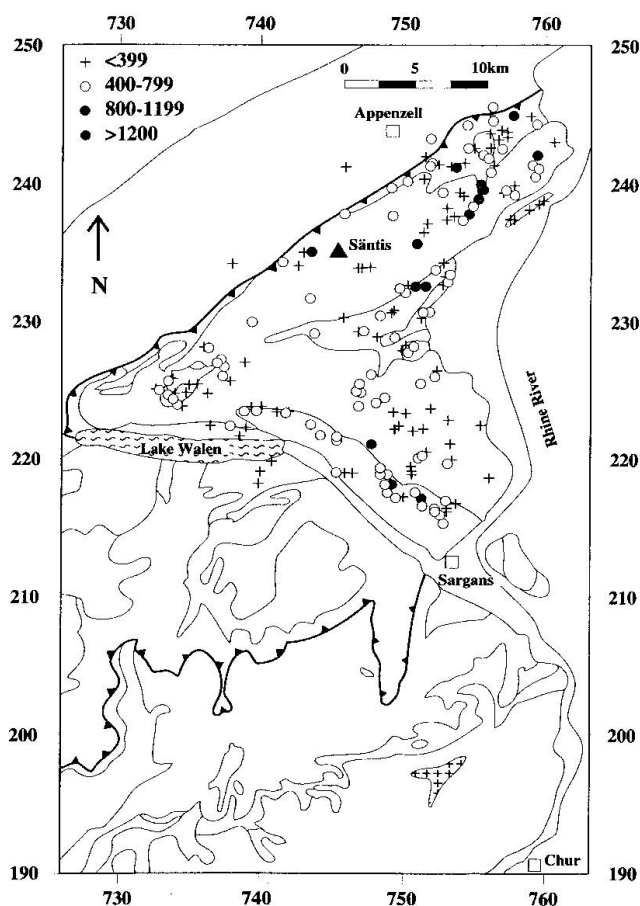 730 740 750 760
250 250
<399
400-799
800-1199
>1200
0 5 10km
Appenzell
240 240
Säntis
N
230 230
Rhine River
220 220
Lake Walen
Sargans
210 210
200 200
190 190
Chur
730 740 750 760